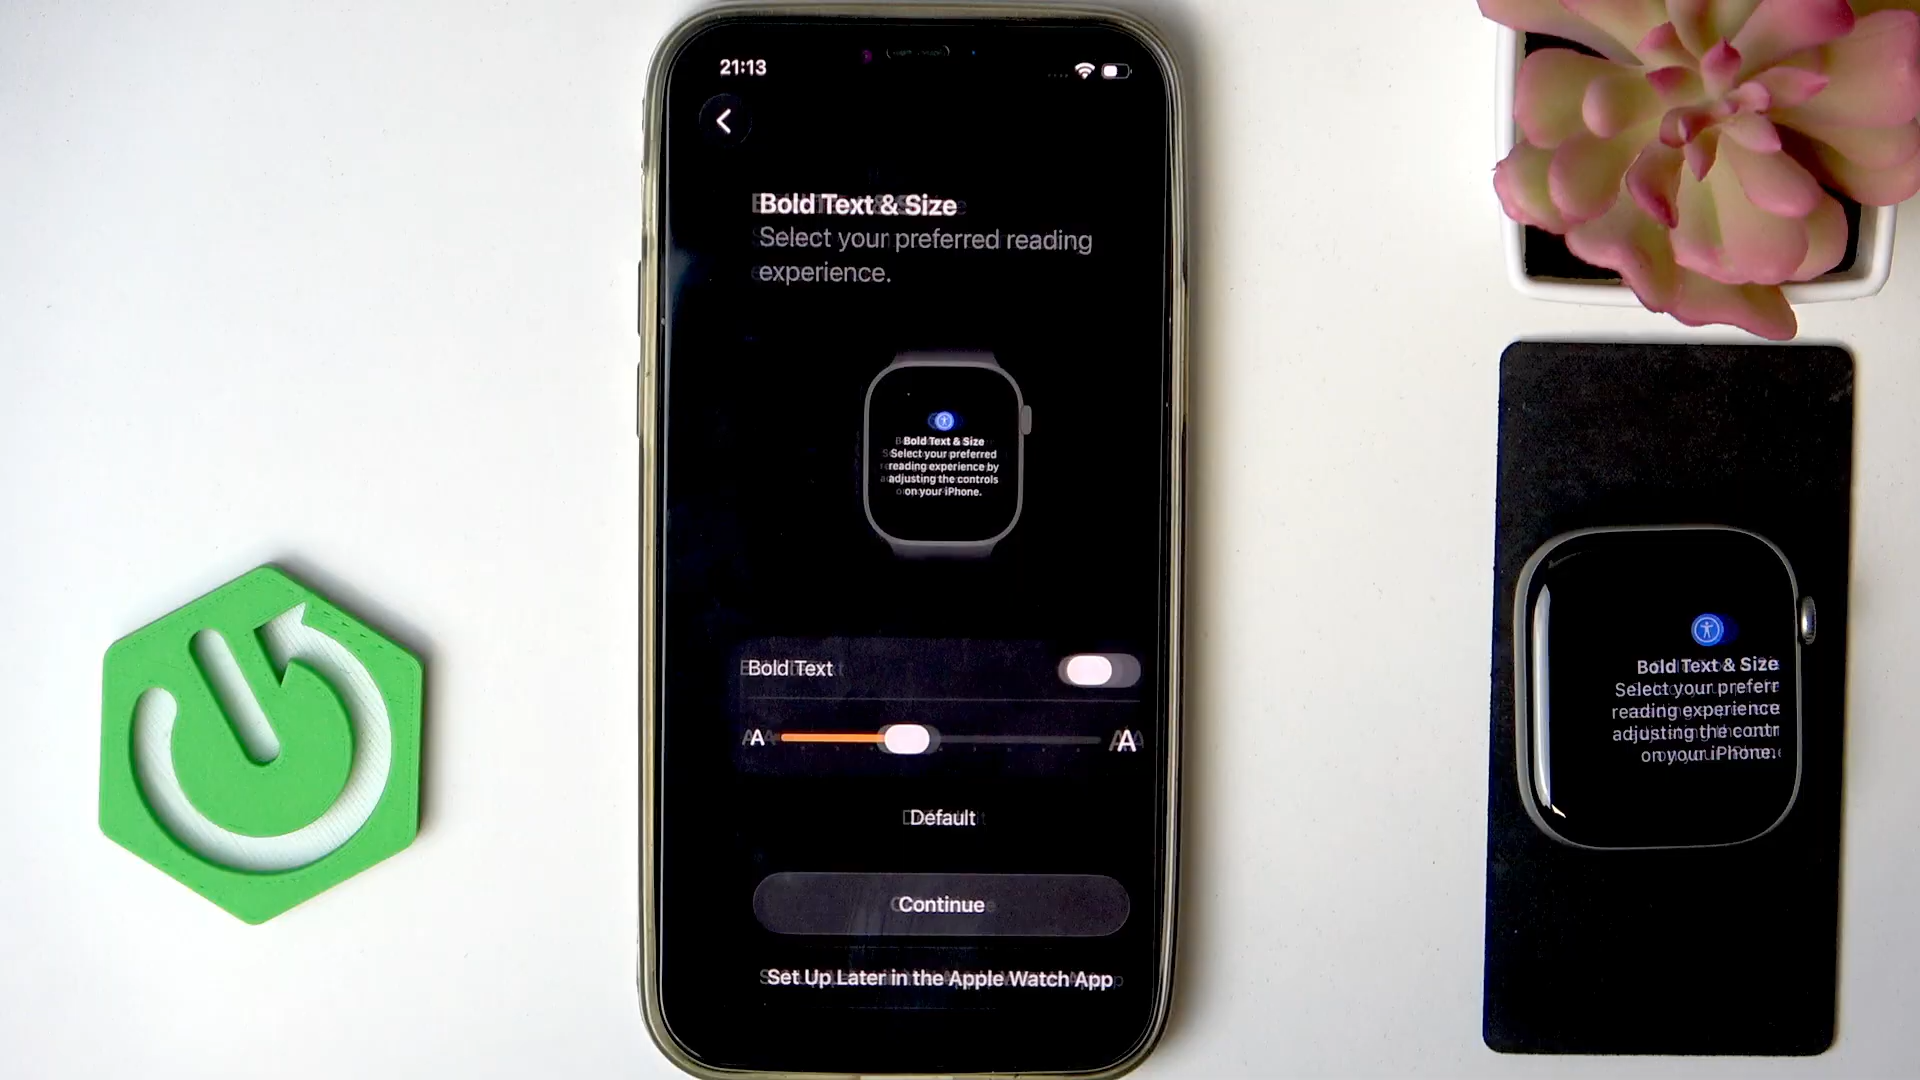 21:13
Bold Text & Size
Select your preferred reading
experience.
Bold Text & Size
Select your preferred
reading experience by
adjusting the controls
on your iPhone.
Bold Text
A A
Default
Continue
Set Up Later in the Apple Watch App
Bold Text & Size
Select your preferr
reading experience
adjusting the contr
on your iPhone.